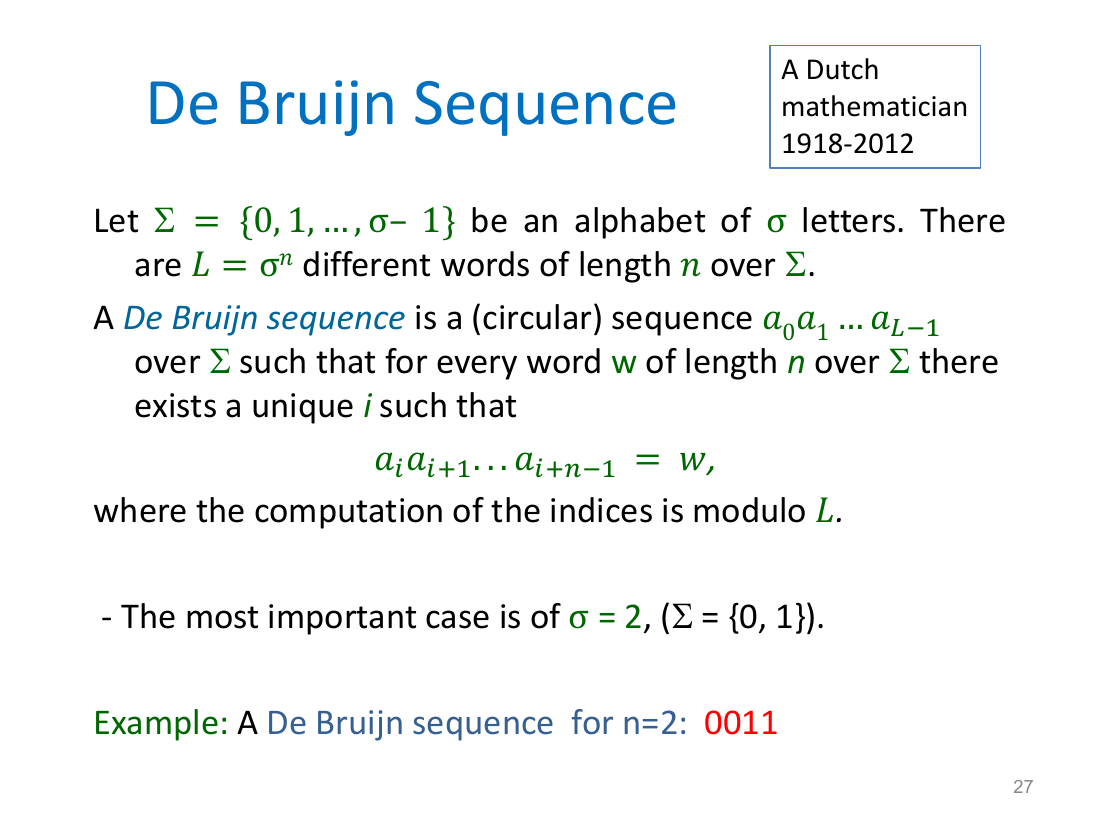 De Bruijn Sequence
A Dutch
mathematician
1918-2012
Let Σ = {0, 1, … , σ– 1} be an alphabet of σ letters. There
are 𝐿 = σⁿ different words of length 𝑛 over Σ.
A De Bruijn sequence is a (circular) sequence 𝑎₀𝑎₁ … 𝑎_{𝐿−1}
over Σ such that for every word w of length n over Σ there
exists a unique i such that
𝑎ᵢ𝑎ᵢ₊₁. . . 𝑎ᵢ₊ₙ₋₁ = 𝑤,
where the computation of the indices is modulo 𝐿.
- The most important case is of σ = 2, (Σ = {0, 1}).
Example: A De Bruijn sequence for n=2: 0011
27